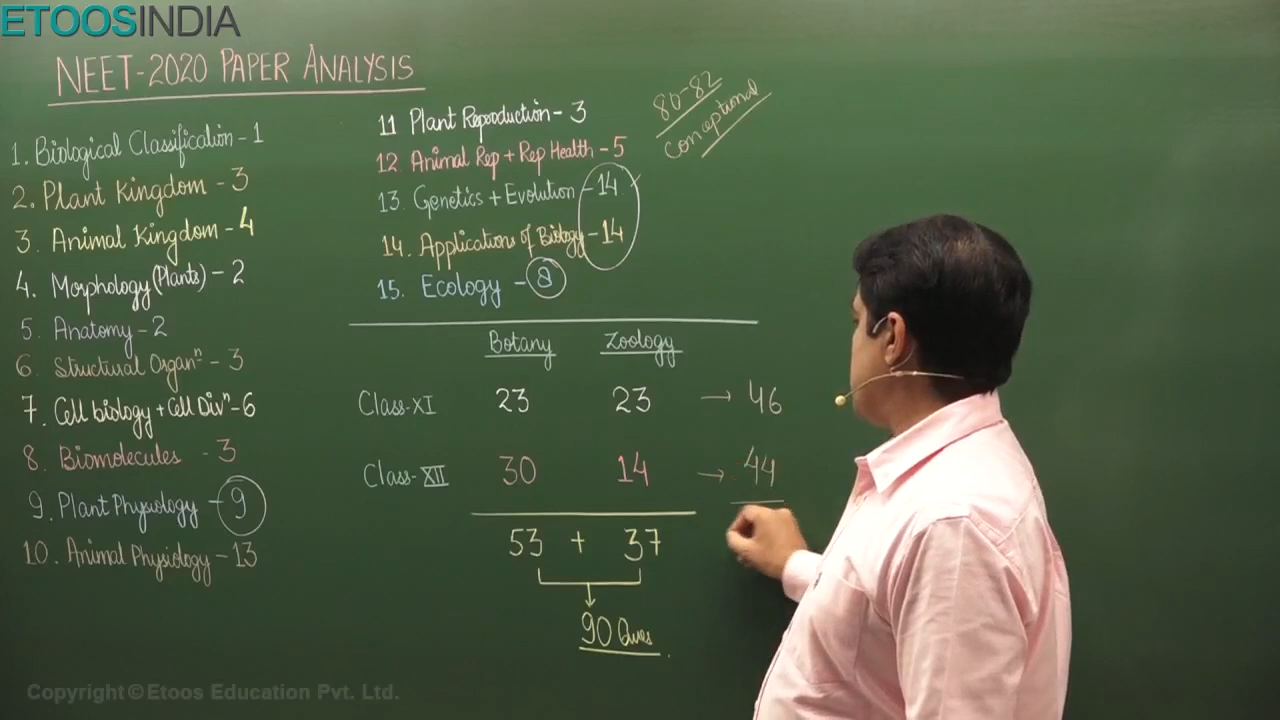 ETOOSINDIA
NEET-2020 PAPER ANALYSIS
1. Biological Classification - 1
2. Plant Kingdom - 3
3. Animal Kingdom - 4
4. Morphology (Plants) - 2
5. Anatomy - 2
6. Structural Organⁿ - 3
7. Cell biology + Cell Divⁿ - 6
8. Biomolecules - 3
9. Plant Physiology - 9
10. Animal Physiology - 13
11 Plant Reproduction - 3
12. Animal Rep + Rep Health - 5
13. Genetics + Evolution - 14
14. Applications of Biology - 14
15. Ecology - 8
80-82
conceptional
Botany Zoology
Class-XI 23 23 → 46
Class-XII 30 14 → 44
53 + 37
90 Ques.
Copyright © Etoos Education Pvt. Ltd.